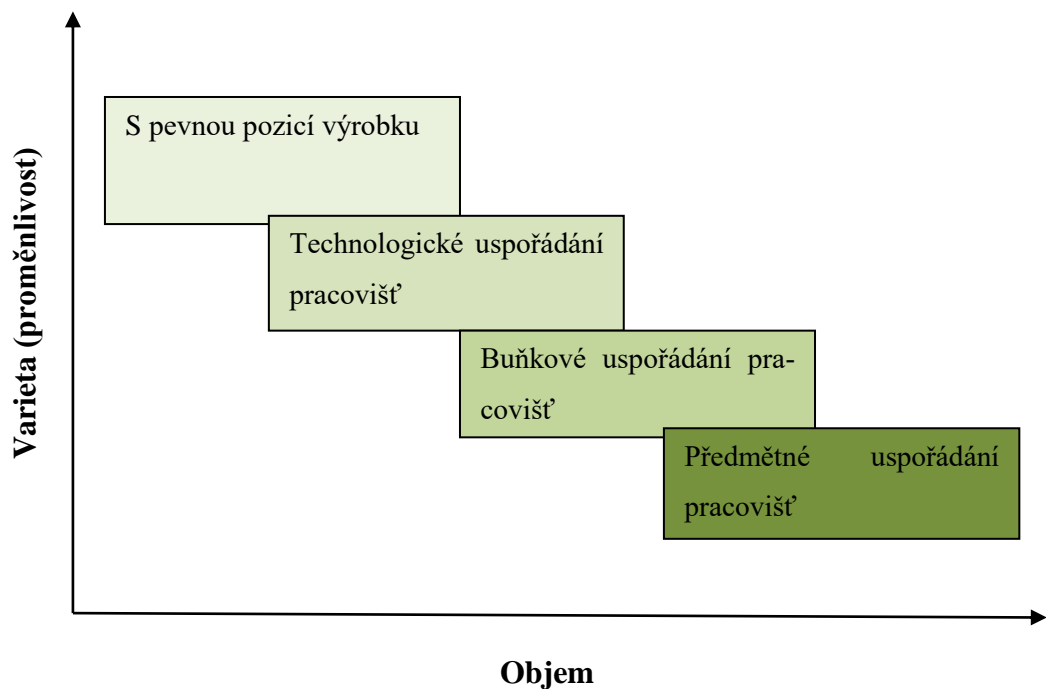 Varieta (proměnlivost)
S pevnou pozicí výrobku
Technologické uspořádání
pracovišť
Buňkové uspořádání pra-
covišť
Předmětné uspořádání
pracovišť
Objem